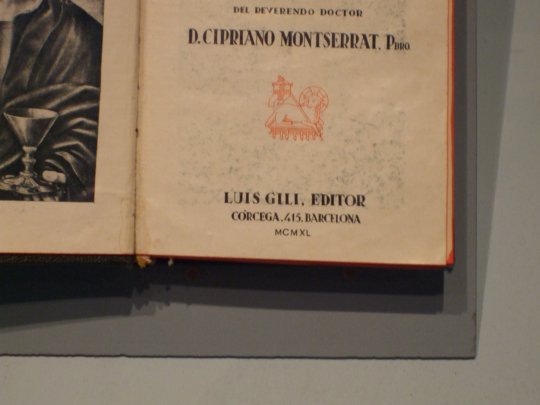 DEL REVERENDO DOCTOR
D. CIPRIANO MONTSERRAT, PBRO.
LUIS GILI, EDITOR
CÓRCEGA, 415, BARCELONA
MCMXL